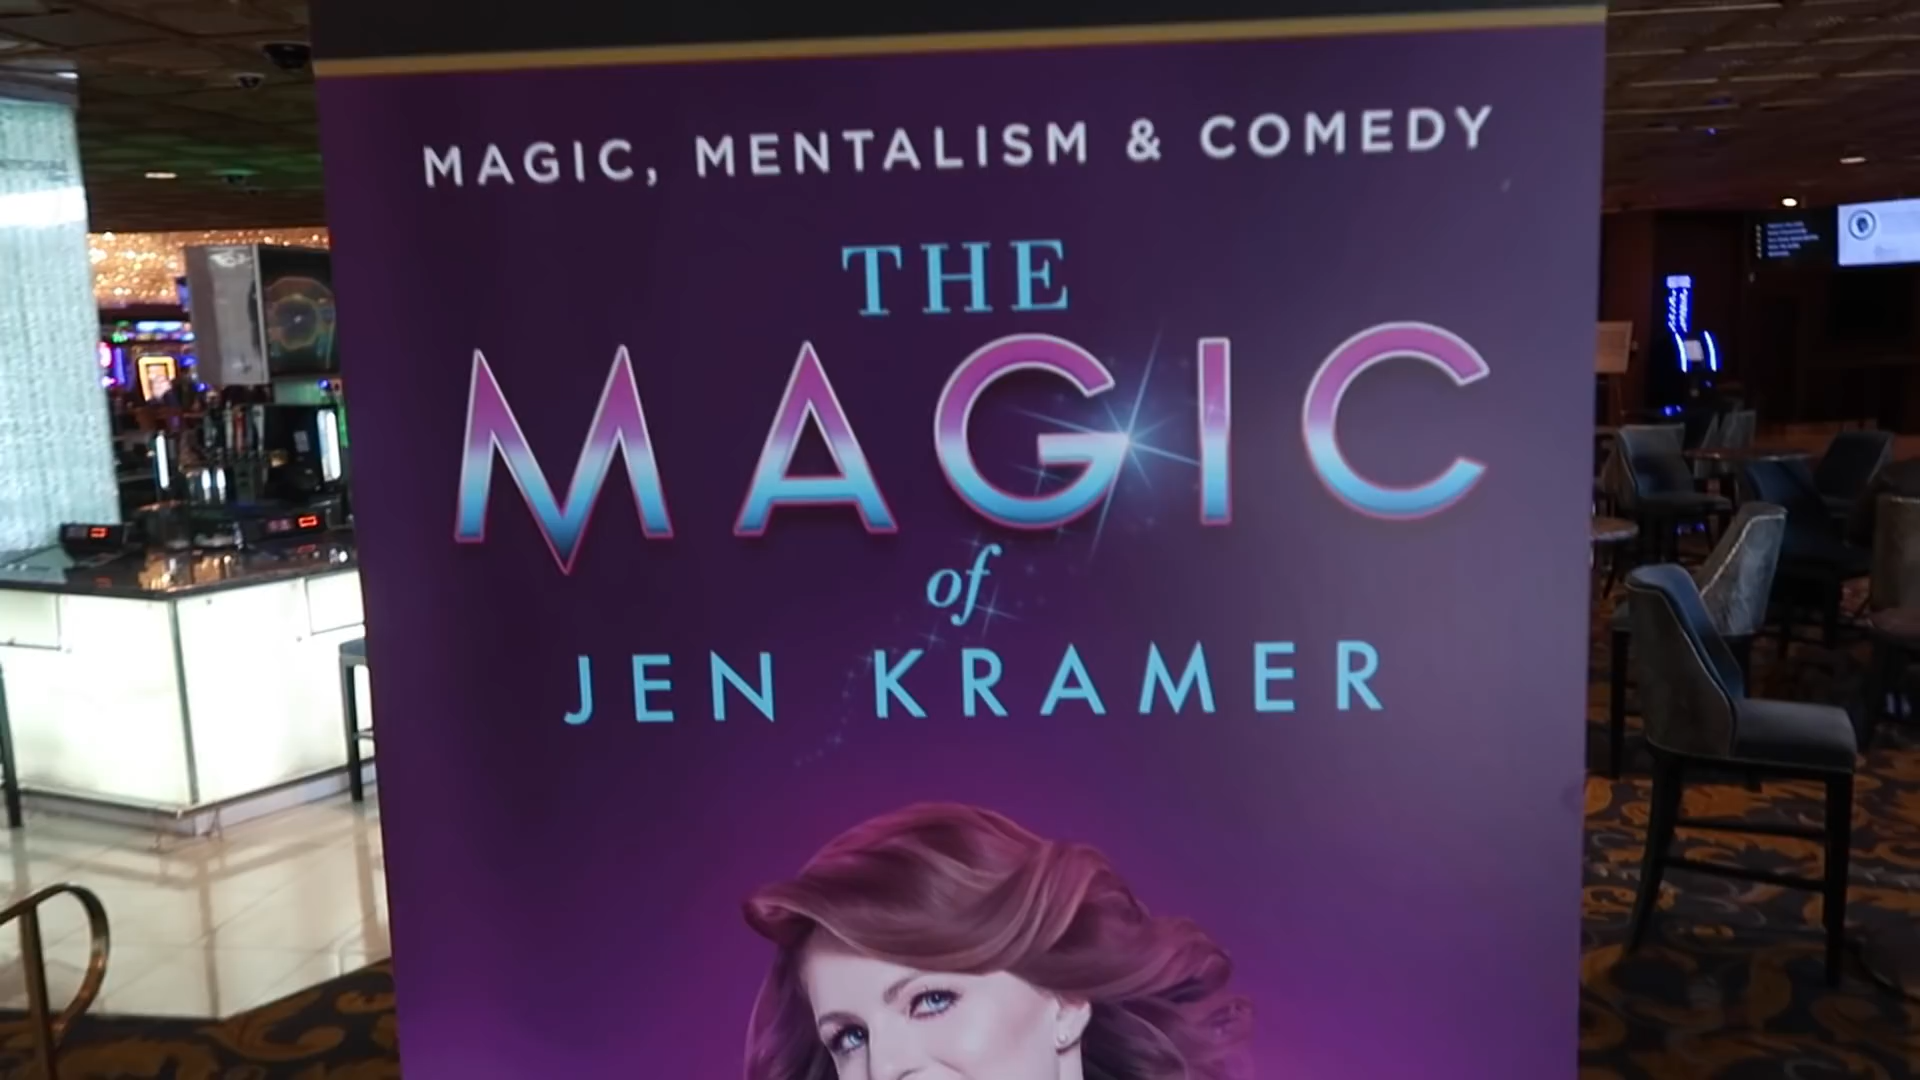 MAGIC, MENTALISM & COMEDY
THE
MAGIC
of
JEN KRAMER